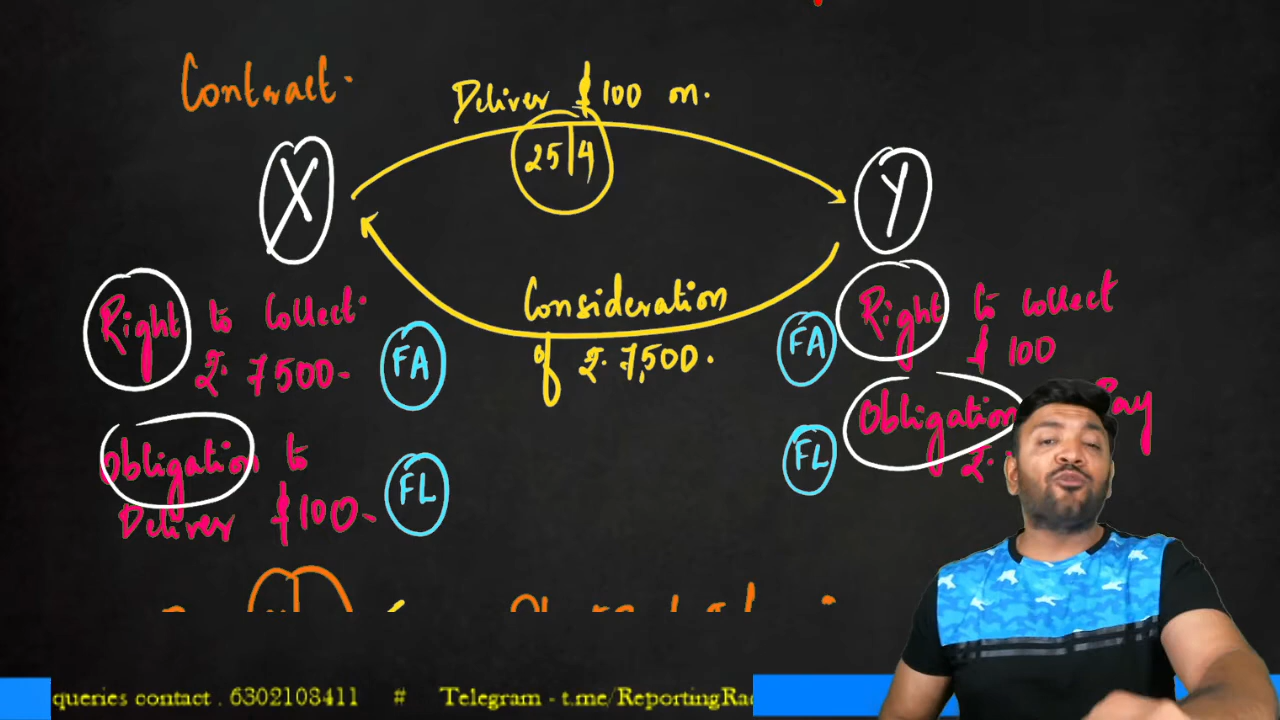 Contract.
Deliver $100 on.
25/4
X
Y
Consideration
of ₹. 7,500.
Right to Collect.
₹. 7500-
FA
Obligation to
Deliver $100-
FL
FA
Right to Collect
$ 100
FL
Obligation Pay
₹.
queries contact . 6302108411 # Telegram - t.me/ReportingRa